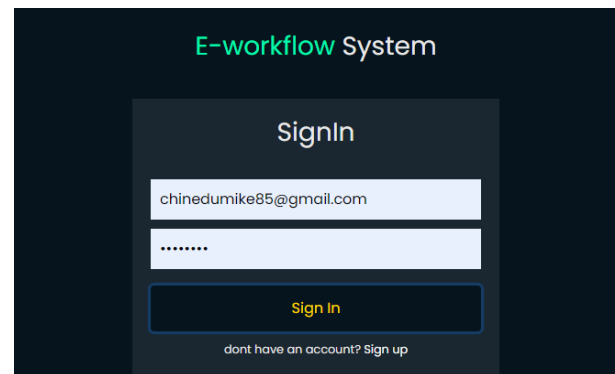 E-workflow System
SignIn
chinedumike85@gmail.com
••••••••
Sign In
dont have an account? Sign up